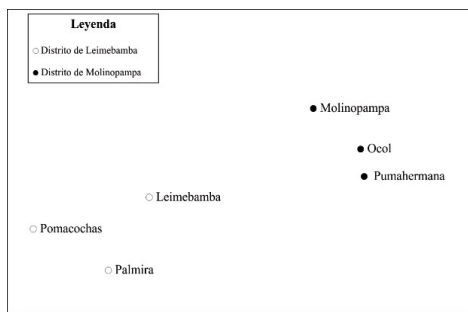 Leyenda
Distrito de Leimebamba
Distrito de Molinopampa
Molinopampa
Ocol
Pumahermana
Leimebamba
Pomacochas
Palmira